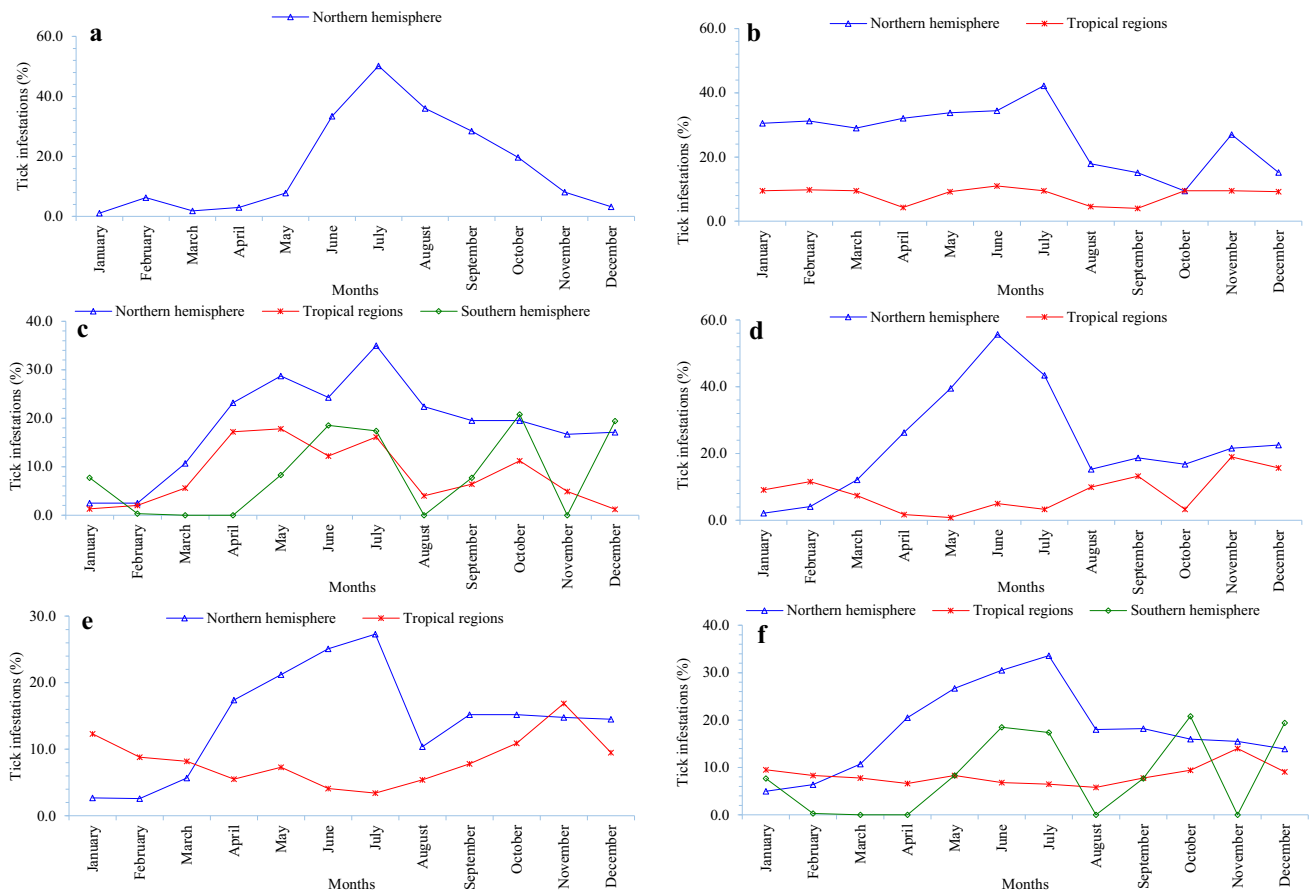 Northern hemisphere
a
60.0
40.0
20.0
0.0
Tick infestations (%)
January
February
March
April
May
June
July
August
September
October
November
December
Months
Northern hemisphere Tropical regions
b
60.0
40.0
20.0
0.0
Tick infestations (%)
January
February
March
April
May
June
July
August
September
October
November
December
Months
Northern hemisphere Tropical regions Southern hemisphere
c
40.0
30.0
20.0
10.0
0.0
Tick infestations (%)
January
February
March
April
May
June
July
August
September
October
November
December
Months
Northern hemisphere Tropical regions
d
60.0
40.0
20.0
0.0
Tick infestations (%)
January
February
March
April
May
June
July
August
September
October
November
December
Months
Northern hemisphere Tropical regions
e
30.0
20.0
10.0
0.0
Tick infestations (%)
January
February
March
April
May
June
July
August
September
October
November
December
Months
Northern hemisphere Tropical regions Southern hemisphere
f
40.0
30.0
20.0
10.0
0.0
Tick infestations (%)
January
February
March
April
May
June
July
August
September
October
November
December
Months